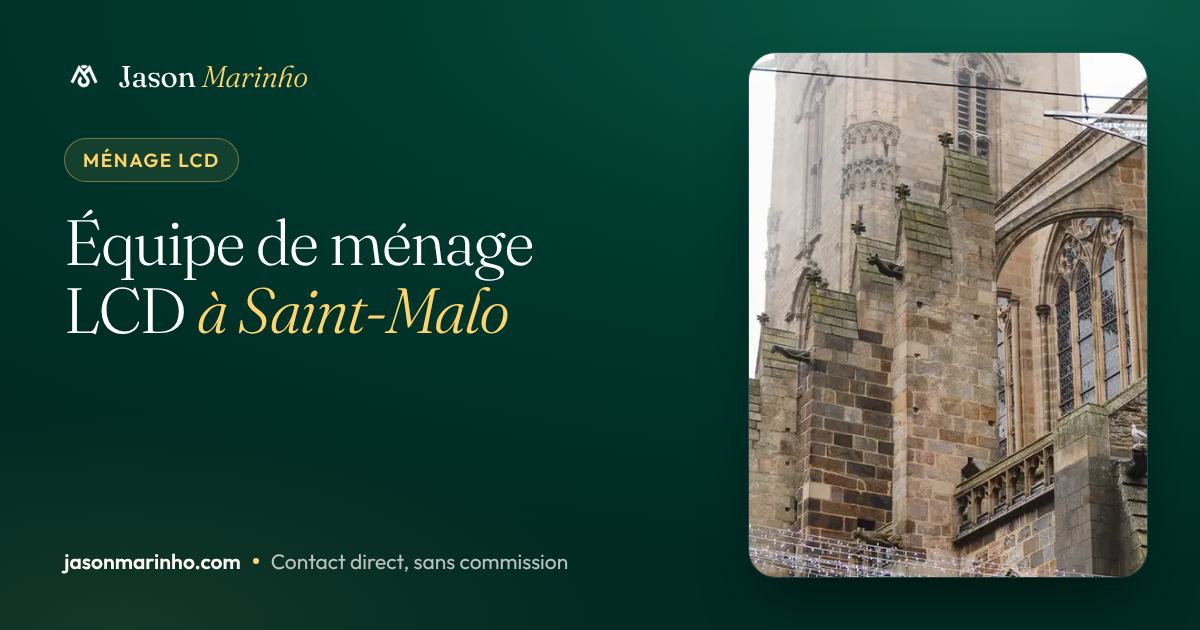 Jason Marinho
MÉNAGE LCD
Équipe de ménage
LCD à Saint-Malo
jasonmarinho.com • Contact direct, sans commission